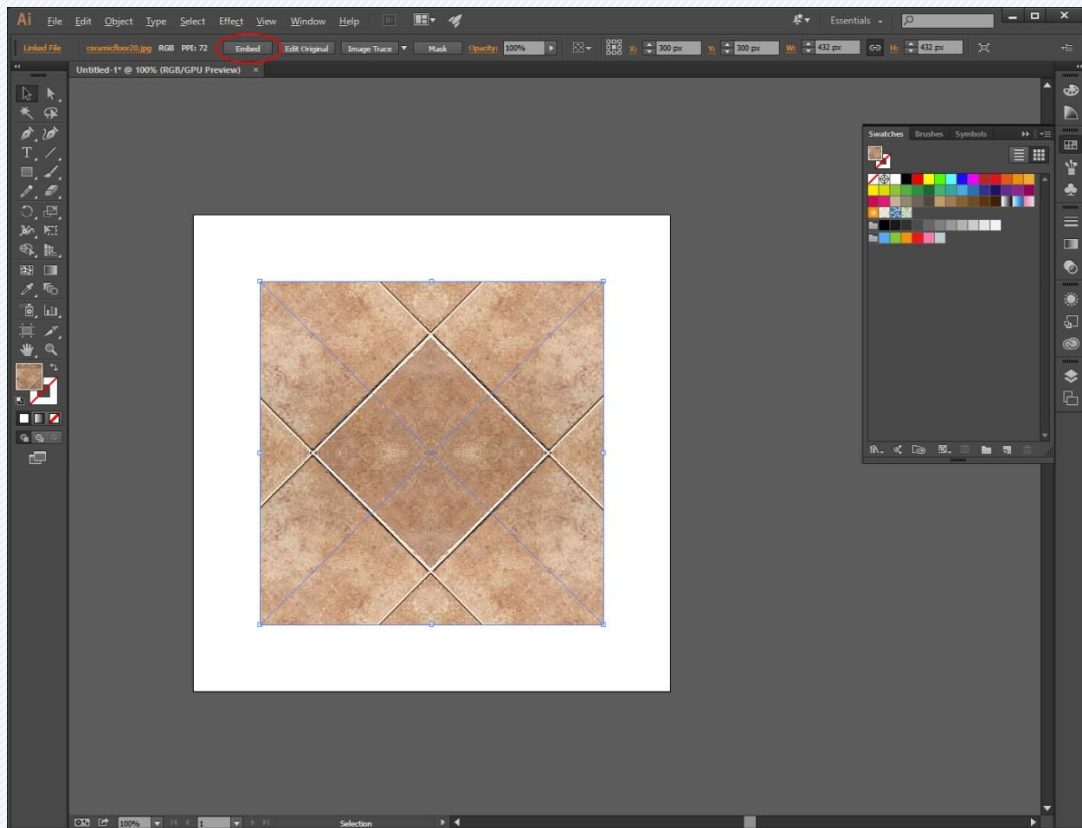 Ai File Edit Object Type Select Effect View Window Help Br Essentials
Linked File ceramicfloor20.jpg RGB PPI: 72 Embed Edit Original Image Trace Mask Opacity: 100% X: 300 px Y: 300 px W: 432 px H: 432 px
Untitled-1* @ 100% (RGB/GPU Preview) ×
Swatches Brushes Symbols
100% 1 Selection